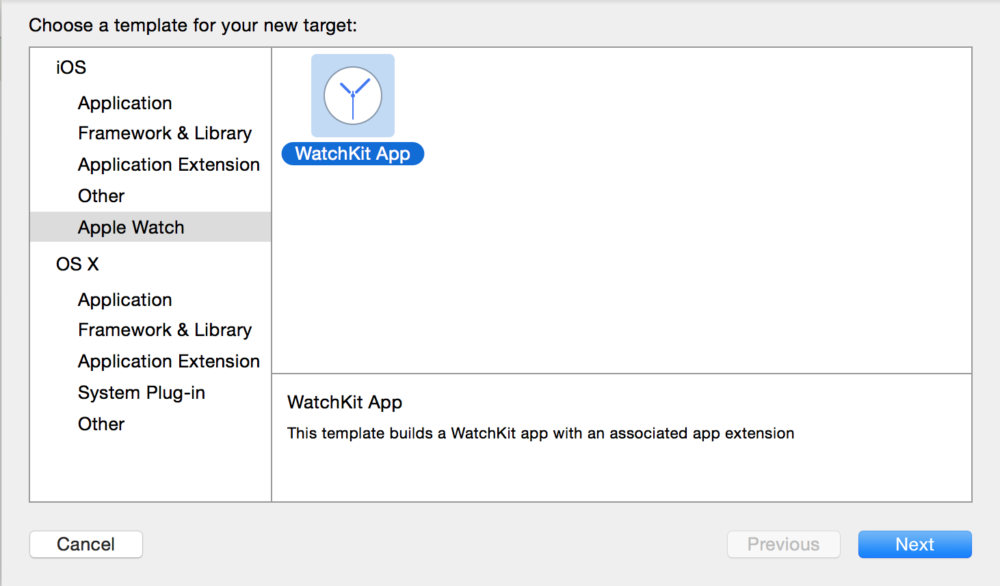 Choose a template for your new target:
iOS
Application
Framework & Library
Application Extension
Other
Apple Watch
OS X
Application
Framework & Library
Application Extension
System Plug-in
Other
WatchKit App
WatchKit App
This template builds a WatchKit app with an associated app extension
Cancel
Previous
Next